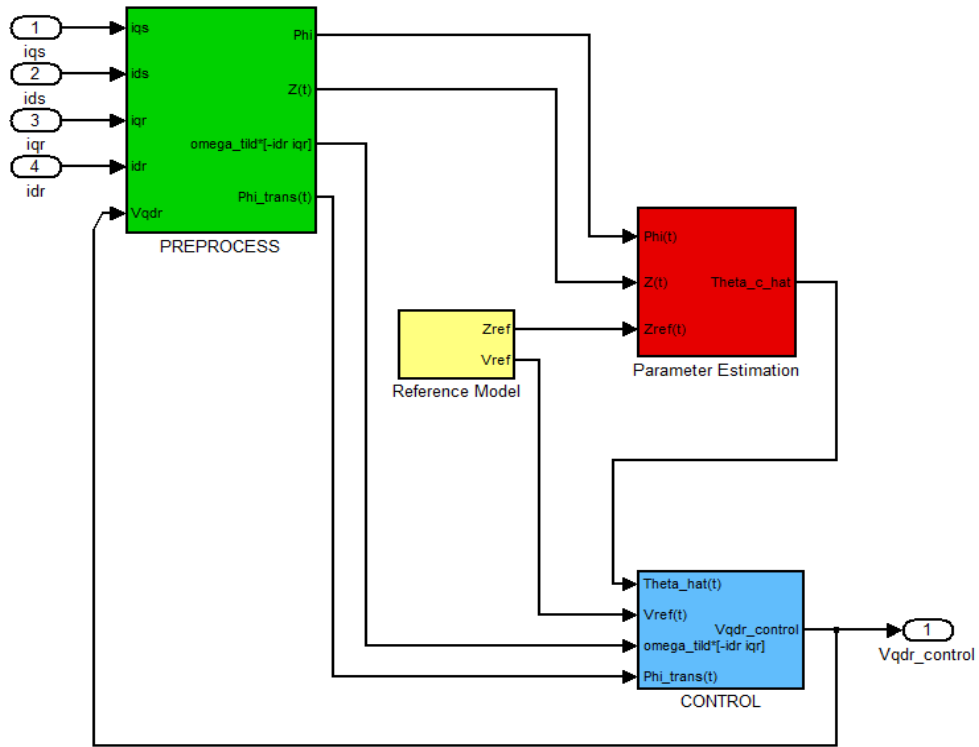 1
iqs
2
ids
3
iqr
4
idr
iqs
ids
iqr
idr
Vqdr
Phi
Z(t)
omega_tild*[-idr iqr]
Phi_trans(t)
PREPROCESS
Phi(t)
Z(t)
Zref(t)
Theta_c_hat
Parameter Estimation
Zref
Vref
Reference Model
Theta_hat(t)
Vref(t)
omega_tild*[-idr iqr]
Phi_trans(t)
Vqdr_control
CONTROL
1
Vqdr_control